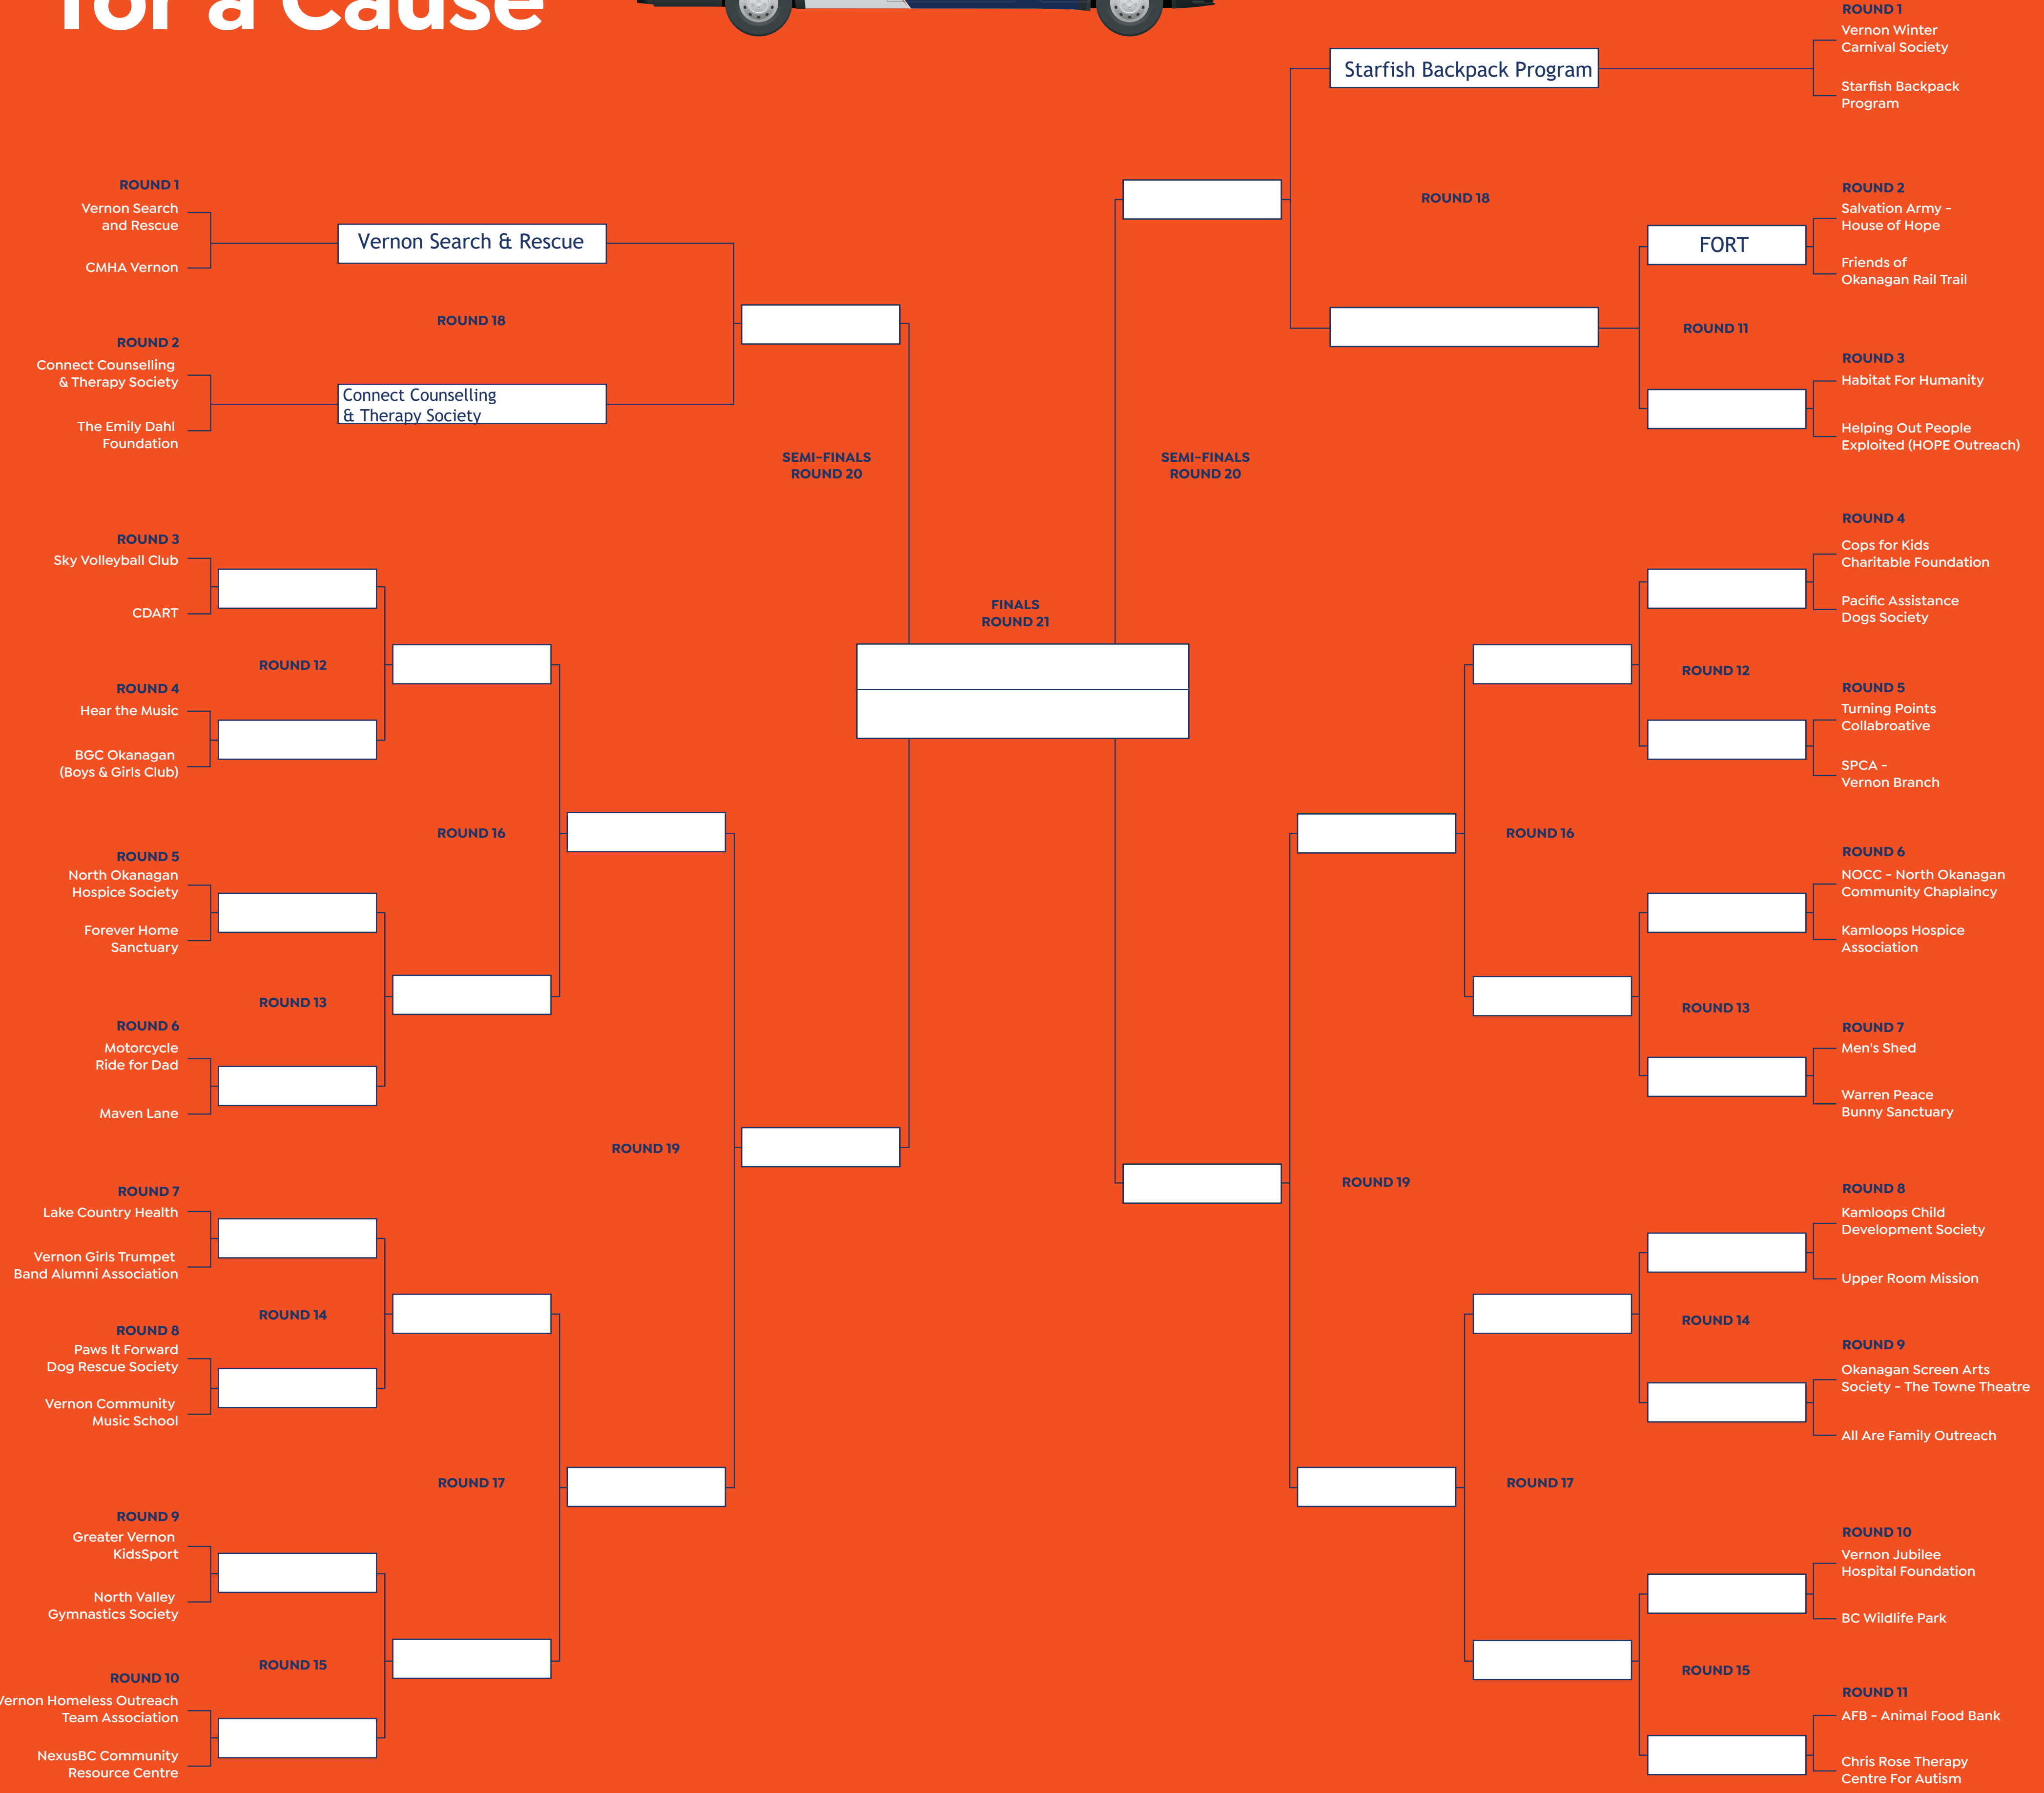 for a Cause
ROUND 1
Vernon Search
and Rescue
CMHA Vernon
Vernon Search & Rescue
ROUND 18
ROUND 2
Connect Counselling
& Therapy Society
The Emily Dahl
Foundation
Connect Counselling
& Therapy Society
SEMI-FINALS
ROUND 20
ROUND 3
Sky Volleyball Club
CDART
ROUND 12
ROUND 4
Hear the Music
BGC Okanagan
(Boys & Girls Club)
ROUND 16
ROUND 5
North Okanagan
Hospice Society
Forever Home
Sanctuary
ROUND 13
ROUND 6
Motorcycle
Ride for Dad
Maven Lane
ROUND 19
ROUND 7
Lake Country Health
Vernon Girls Trumpet
Band Alumni Association
ROUND 14
ROUND 8
Paws It Forward
Dog Rescue Society
Vernon Community
Music School
ROUND 17
ROUND 9
Greater Vernon
KidsSport
North Valley
Gymnastics Society
ROUND 15
ROUND 10
Vernon Homeless Outreach
Team Association
NexusBC Community
Resource Centre
FINALS
ROUND 21
ROUND 1
Vernon Winter
Carnival Society
Starfish Backpack
Program
Starfish Backpack Program
ROUND 18
ROUND 2
Salvation Army -
House of Hope
Friends of
Okanagan Rail Trail
FORT
ROUND 11
ROUND 3
Habitat For Humanity
Helping Out People
Exploited (HOPE Outreach)
SEMI-FINALS
ROUND 20
ROUND 4
Cops for Kids
Charitable Foundation
Pacific Assistance
Dogs Society
ROUND 12
ROUND 5
Turning Points
Collabroative
SPCA -
Vernon Branch
ROUND 16
ROUND 6
NOCC - North Okanagan
Community Chaplaincy
Kamloops Hospice
Association
ROUND 13
ROUND 7
Men's Shed
Warren Peace
Bunny Sanctuary
ROUND 19
ROUND 8
Kamloops Child
Development Society
Upper Room Mission
ROUND 14
ROUND 9
Okanagan Screen Arts
Society - The Towne Theatre
All Are Family Outreach
ROUND 17
ROUND 10
Vernon Jubilee
Hospital Foundation
BC Wildlife Park
ROUND 15
ROUND 11
AFB - Animal Food Bank
Chris Rose Therapy
Centre For Autism